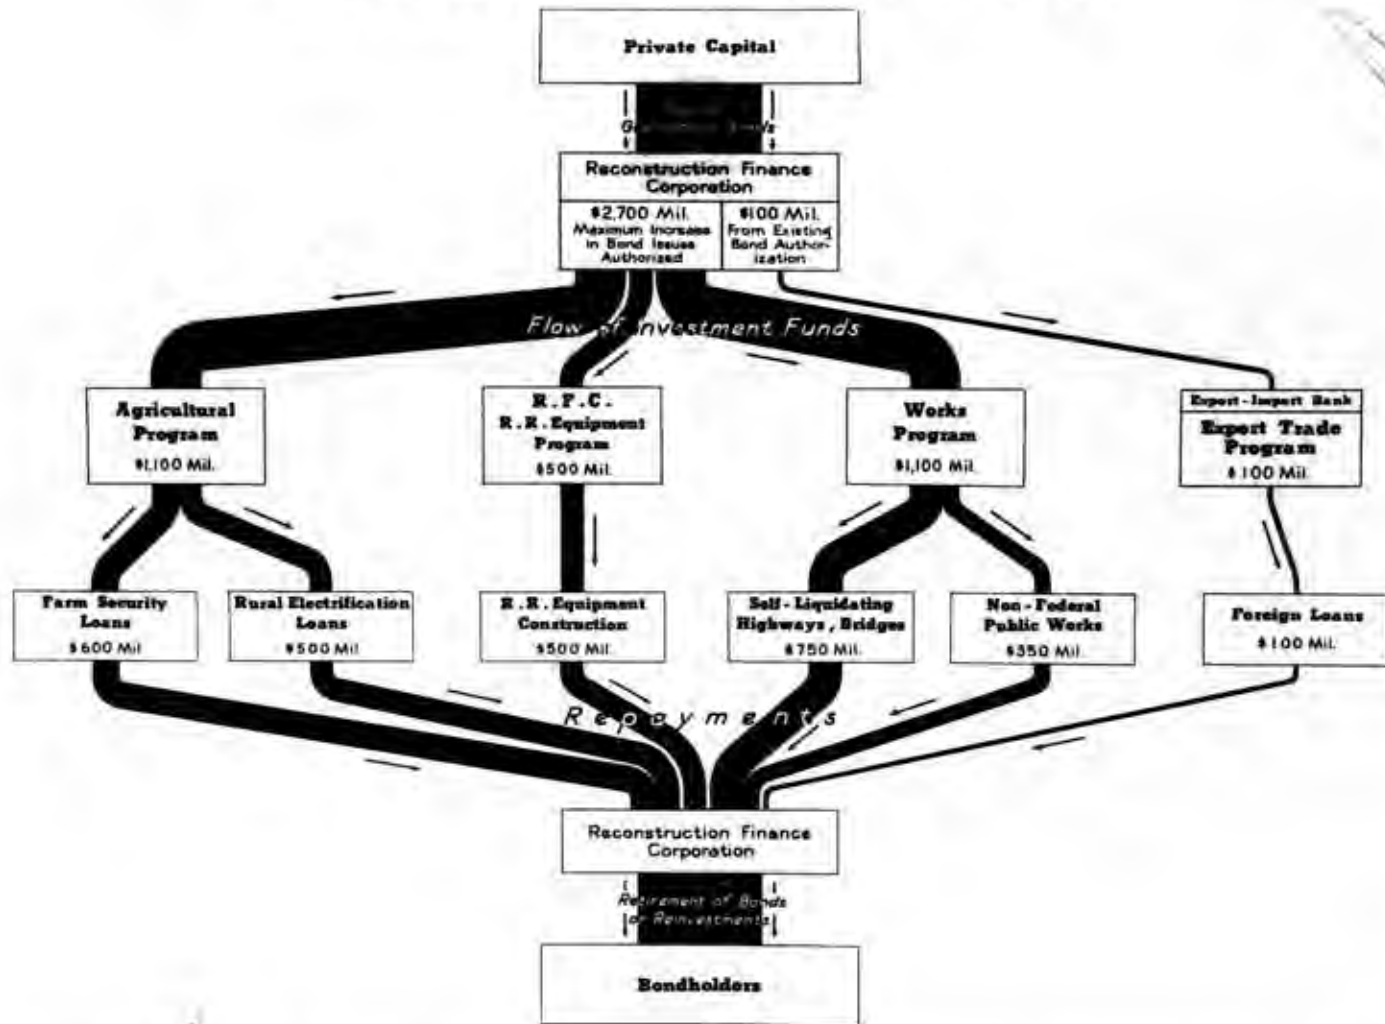 Private Capital
Bonds
Reconstruction Finance
Corporation
$2,700 Mil.
Maximum Increase
in Bond Issues
Authorized
$100 Mil.
From Existing
Bond Author-
ization
Flow of Investment Funds
Agricultural
Program
$1,100 Mil.
R.F.C.
R.R. Equipment
Program
$500 Mil.
Works
Program
$1,100 Mil.
Export-Import Bank
Export Trade
Program
$100 Mil.
Farm Security
Loans
$600 Mil
Rural Electrification
Loans
$500 Mil
R.R. Equipment
Construction
$500 Mil.
Self-Liquidating
Highways, Bridges
$750 Mil.
Non-Federal
Public Works
$350 Mil.
Foreign Loans
$100 Mil.
Repayments
Reconstruction Finance
Corporation
Retirement of Bonds
or Reinvestments
Bondholders